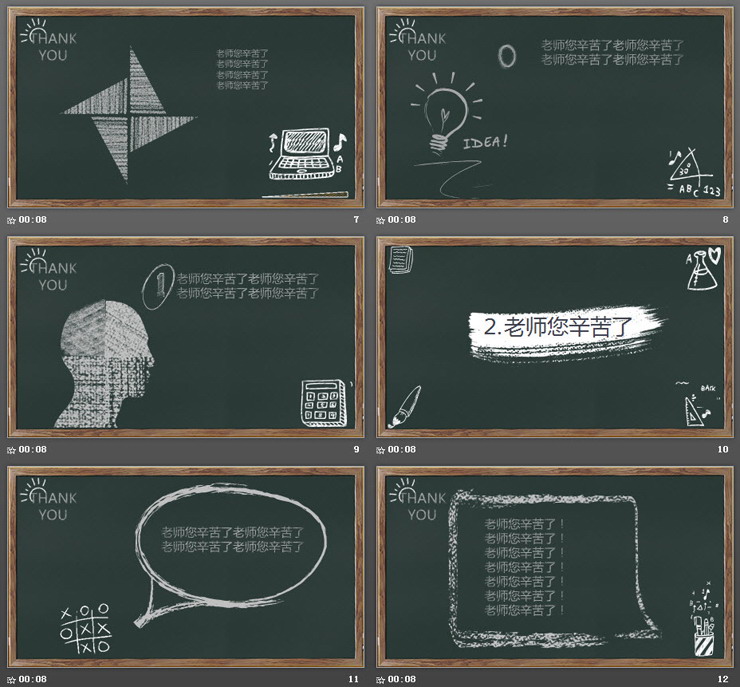 THANK
YOU
老师您辛苦了
老师您辛苦了
老师您辛苦了
老师您辛苦了
A
B
00:08
7
THANK
YOU
0
老师您辛苦了老师您辛苦了
老师您辛苦了老师您辛苦了
IDEA!
30°
= ABC 123
00:08
8
THANK
YOU
1
老师您辛苦了老师您辛苦了
老师您辛苦了老师您辛苦了
00:08
9
A
2.老师您辛苦了
BACK
00:08
10
THANK
YOU
老师您辛苦了老师您辛苦了
老师您辛苦了老师您辛苦了
X O O
O X X
X O
00:08
11
THANK
YOU
老师您辛苦了！
老师您辛苦了！
老师您辛苦了！
老师您辛苦了！
老师您辛苦了！
老师您辛苦了！
老师您辛苦了！
00:08
12